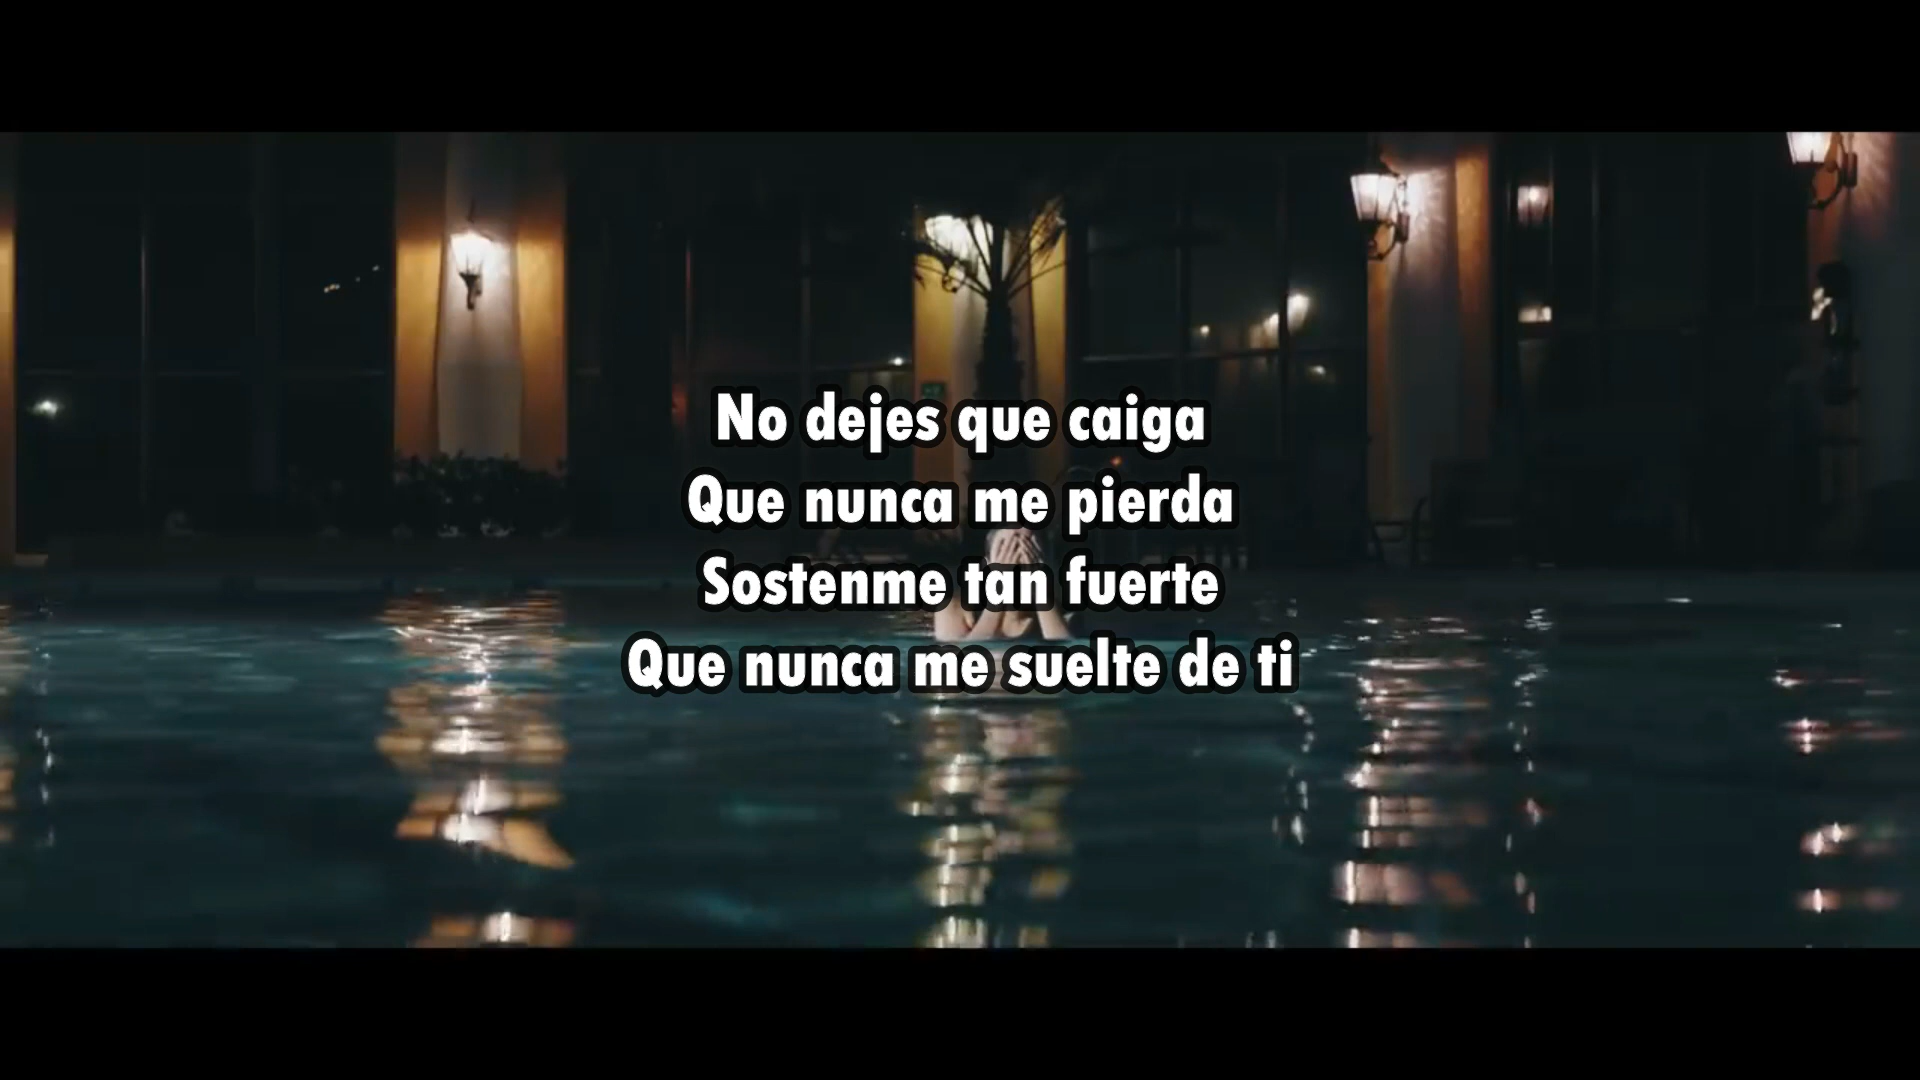 No dejes que caiga
Que nunca me pierda
Sostenme tan fuerte
Que nunca me suelte de ti